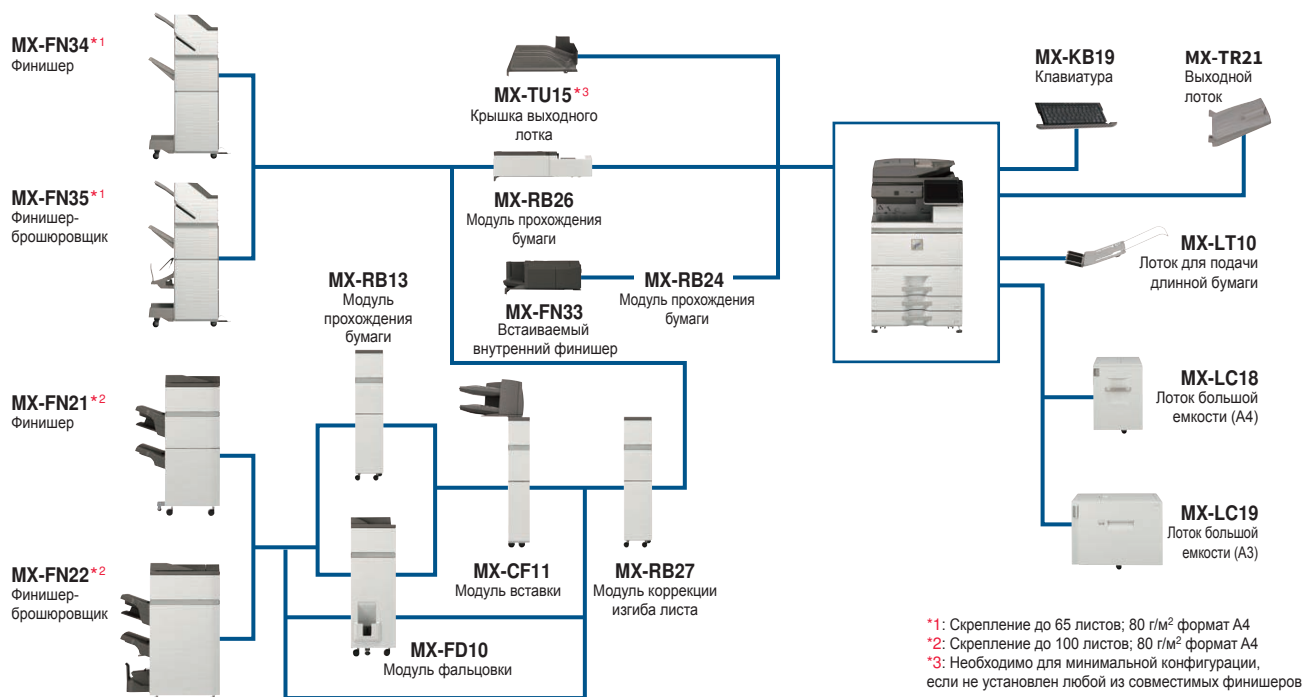 MX-FN34*1
Финишер
MX-FN35*1
Финишер-
брошюровщик
MX-FN21*2
Финишер
MX-FN22*2
Финишер-
брошюровщик
MX-TU15*3
Крышка выходного
лотка
MX-RB26
Модуль прохождения
бумаги
MX-RB13
Модуль
прохождения
бумаги
MX-FN33
Встаиваемый
внутренний финишер
MX-RB24
Модуль прохождения
бумаги
MX-CF11
Модуль вставки
MX-RB27
Модуль коррекции
изгиба листа
MX-FD10
Модуль фальцовки
MX-KB19
Клавиатура
MX-TR21
Выходной
лоток
MX-LT10
Лоток для подачи
длинной бумаги
MX-LC18
Лоток большой
емкости (A4)
MX-LC19
Лоток большой
емкости (A3)
*1: Скрепление до 65 листов; 80 г/м² формат A4
*2: Скрепление до 100 листов; 80 г/м² формат A4
*3: Необходимо для минимальной конфигурации,
если не установлен любой из совместимых финишеров